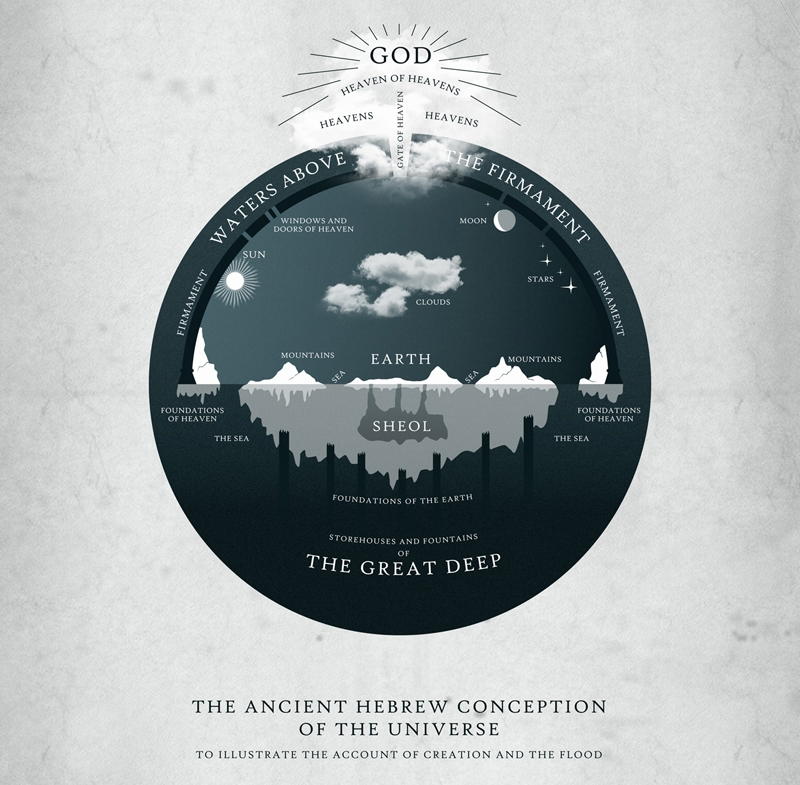 GOD
HEAVEN OF HEAVENS
HEAVENS
GATE OF HEAVEN
HEAVENS
WATERS ABOVE
THE FIRMAMENT
WINDOWS AND
DOORS OF HEAVEN
MOON
SUN
STARS
FIRMAMENT
CLOUDS
FIRMAMENT
MOUNTAINS
SEA
EARTH
SEA
MOUNTAINS
FOUNDATIONS
OF HEAVEN
FOUNDATIONS
OF HEAVEN
SHEOL
THE SEA
THE SEA
FOUNDATIONS OF THE EARTH
STOREHOUSES AND FOUNTAINS
OF
THE GREAT DEEP
THE ANCIENT HEBREW CONCEPTION
OF THE UNIVERSE
TO ILLUSTRATE THE ACCOUNT OF CREATION AND THE FLOOD